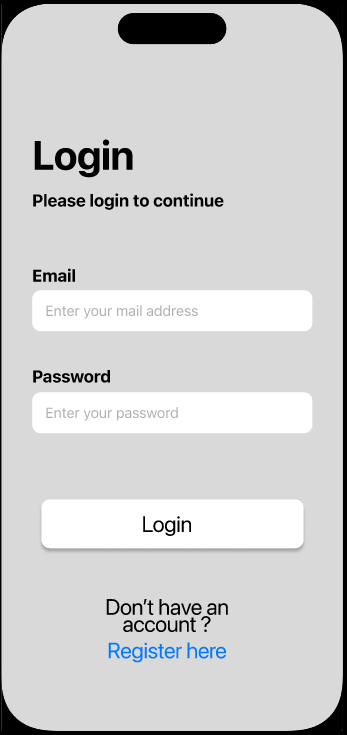 Login
Please login to continue
Email
Enter your mail address
Password
Enter your password
Login
Don't have an
account ?
Register here